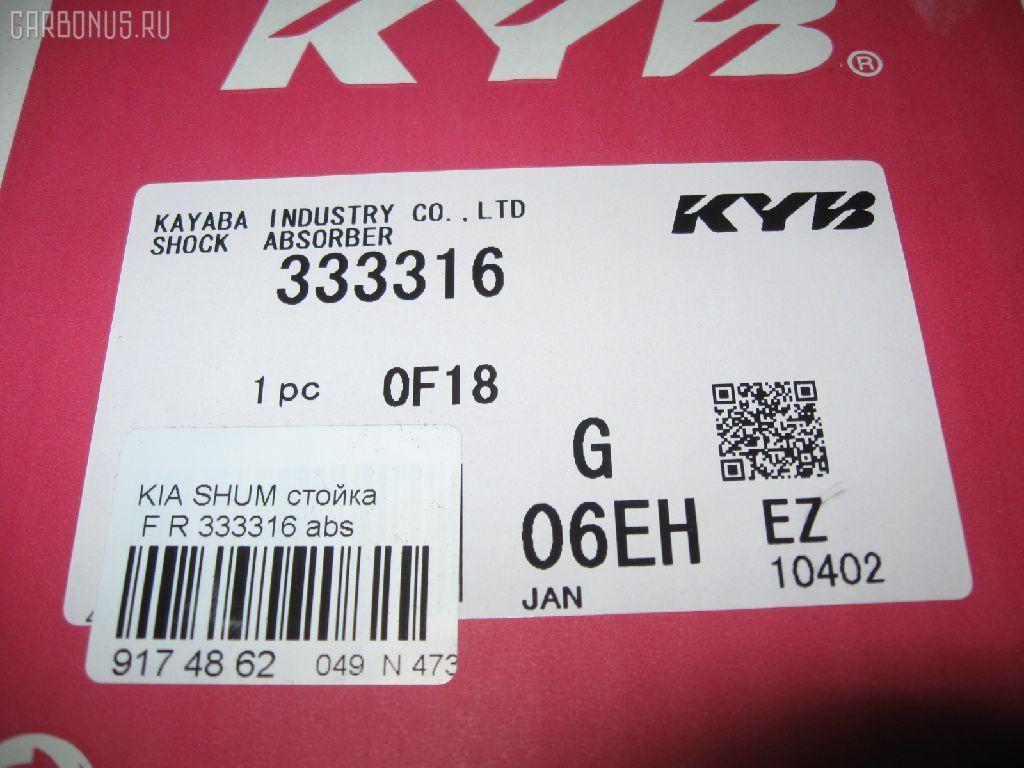 CARBONUS.RU
KYB®
KAYABA INDUSTRY CO.,LTD
SHOCK ABSORBER
KYB
333316
1 pc 0F18
G
06EH EZ
JAN 10402
KIA SHUM стойка
F R 333316 abs
917 48 62 049 N 473